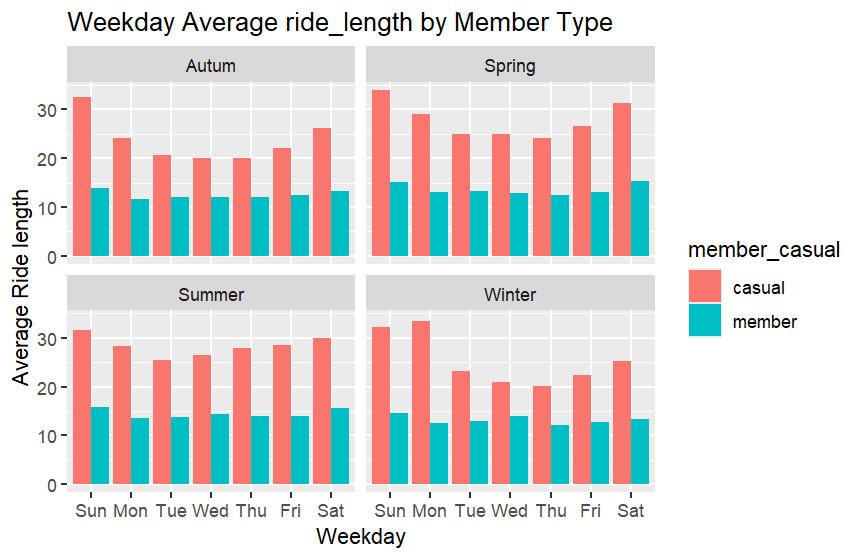 Weekday Average ride_length by Member Type
Autum
Spring
30
20
10
0
Summer
Winter
30
20
10
0
Sun Mon Tue Wed Thu Fri Sat
Sun Mon Tue Wed Thu Fri Sat
Weekday
Average Ride length
member_casual
casual
member